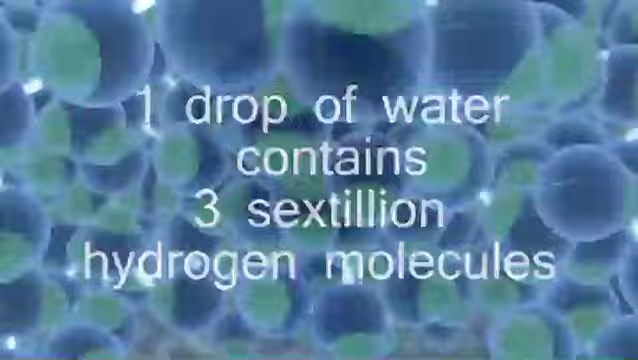 1 drop of water
contains
3 sextillion
hydrogen molecules